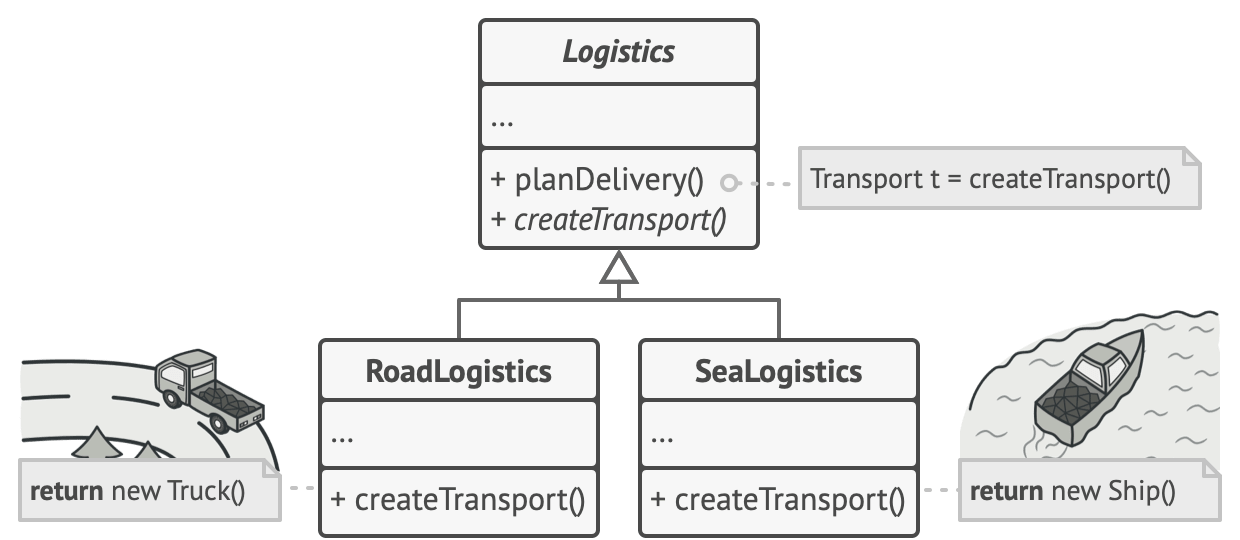 Logistics
...
+ planDelivery()
+ createTransport()
Transport t = createTransport()
RoadLogistics
...
+ createTransport()
return new Truck()
SeaLogistics
...
+ createTransport()
return new Ship()